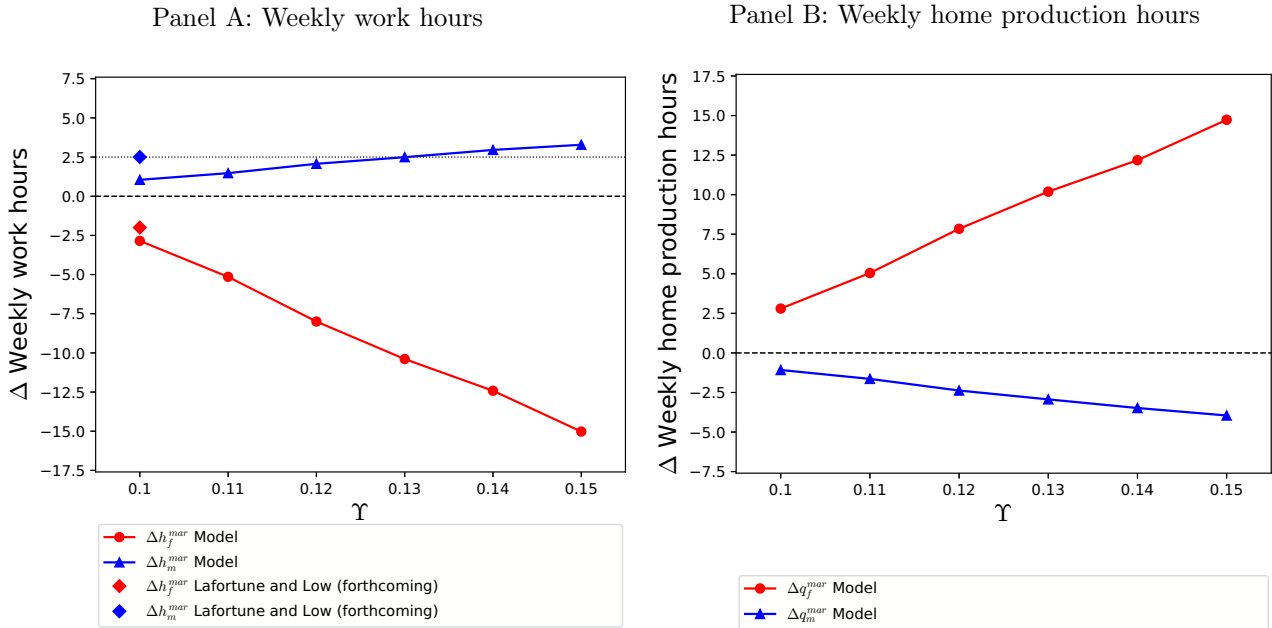 Panel A: Weekly work hours
Δ Weekly work hours
7.5
5.0
2.5
0.0
−2.5
−5.0
−7.5
−10.0
−12.5
−15.0
−17.5
0.1 0.11 0.12 0.13 0.14 0.15
ϒ
Δh_f^{mar} Model
Δh_m^{mar} Model
Δh_f^{mar} Lafortune and Low (forthcoming)
Δh_m^{mar} Lafortune and Low (forthcoming)
Panel B: Weekly home production hours
Δ Weekly home production hours
17.5
15.0
12.5
10.0
7.5
5.0
2.5
0.0
−2.5
−5.0
−7.5
0.1 0.11 0.12 0.13 0.14 0.15
ϒ
Δq_f^{mar} Model
Δq_m^{mar} Model